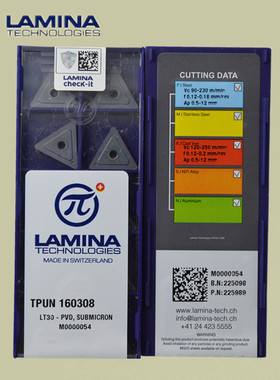 LAMINA
TECHNOLOGIES
LAMINA
check-it
LAMINA
TECHNOLOGIES
MADE IN SWITZERLAND
TPUN 160308
LT30 - PVD, SUBMICRON
M0000054
CUTTING DATA
P / Steel
Vc 90-230 m/min
f 0.12-0.18 mm/rev
Ap 0.5-12 mm
M / Stainless Steel
K / Cast Iron
Vc 120-250 m/min
f 0.12-0.2 mm/rev
Ap 0.5-12 mm
S / Ni/Ti Alloy
N / Aluminum
M0000054
B.N: 225098
P.N: 225989
www.lamina-tech.ch
info@lamina-tech.ch
+41 24 423 5555